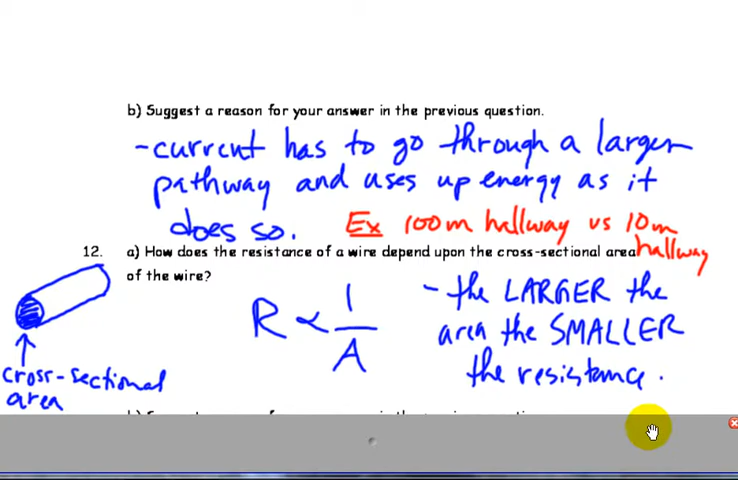 b) Suggest a reason for your answer in the previous question.
-current has to go through a larger
pathway and uses up energy as it
does so. Ex 100m hallway vs 10m
hallway
12. a) How does the resistance of a wire depend upon the cross-sectional area
of the wire?
R ∝ 1/A
- the LARGER the
area the SMALLER
the resistance.
cross-sectional
area